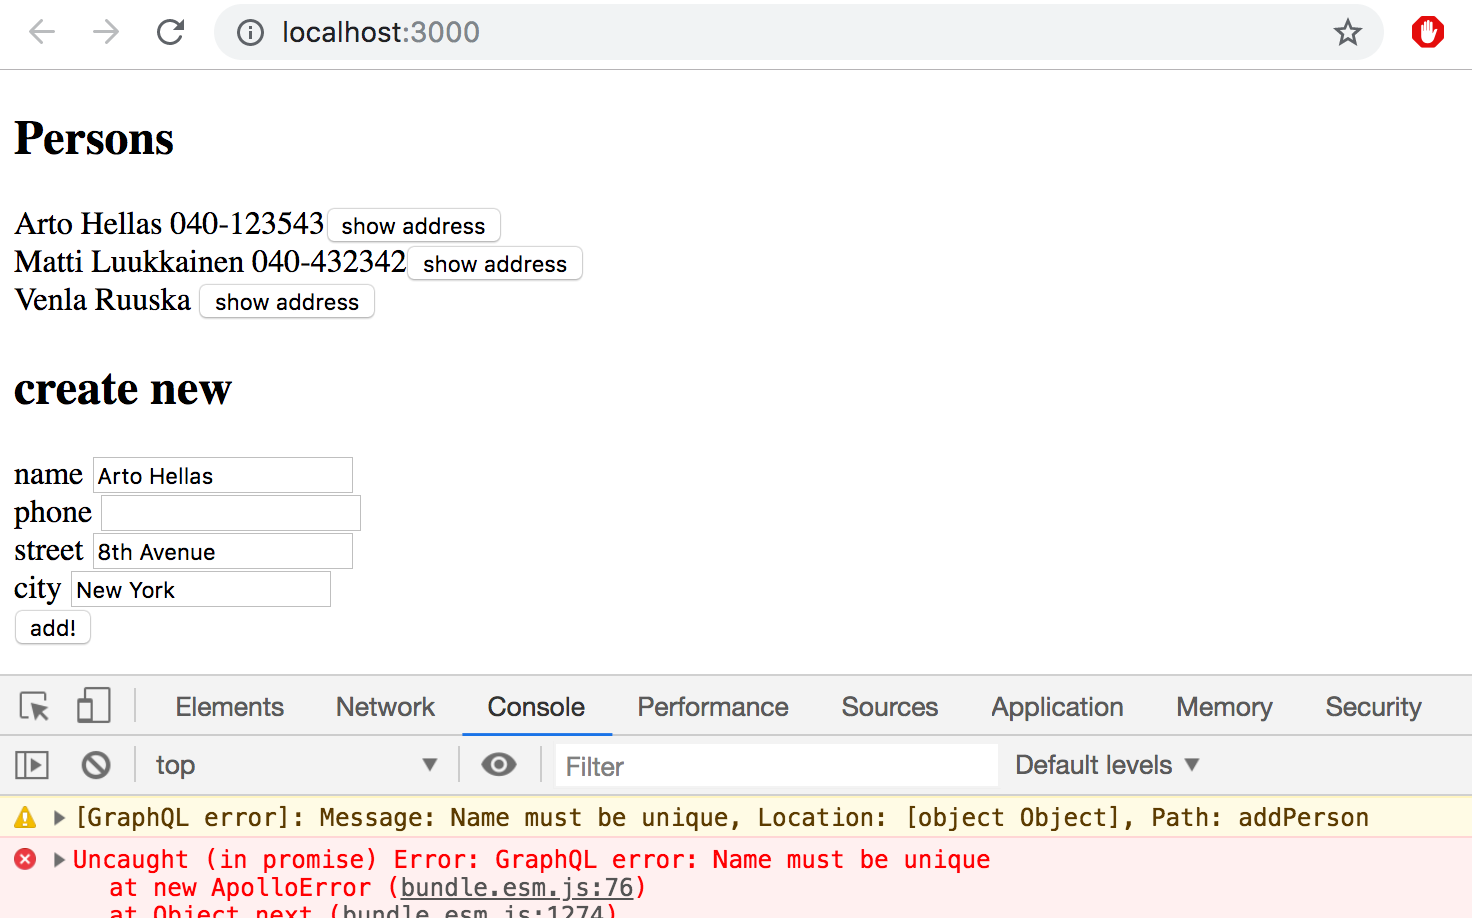 localhost:3000
Persons
Arto Hellas 040-123543 show address
Matti Luukkainen 040-432342 show address
Venla Ruuska show address
create new
name Arto Hellas
phone
street 8th Avenue
city New York
add!
Elements Network Console Performance Sources Application Memory Security
top Filter Default levels
[GraphQL error]: Message: Name must be unique, Location: [object Object], Path: addPerson
Uncaught (in promise) Error: GraphQL error: Name must be unique
at new ApolloError (bundle.esm.js:76)
at Object.next (bundle.esm.js:1274)